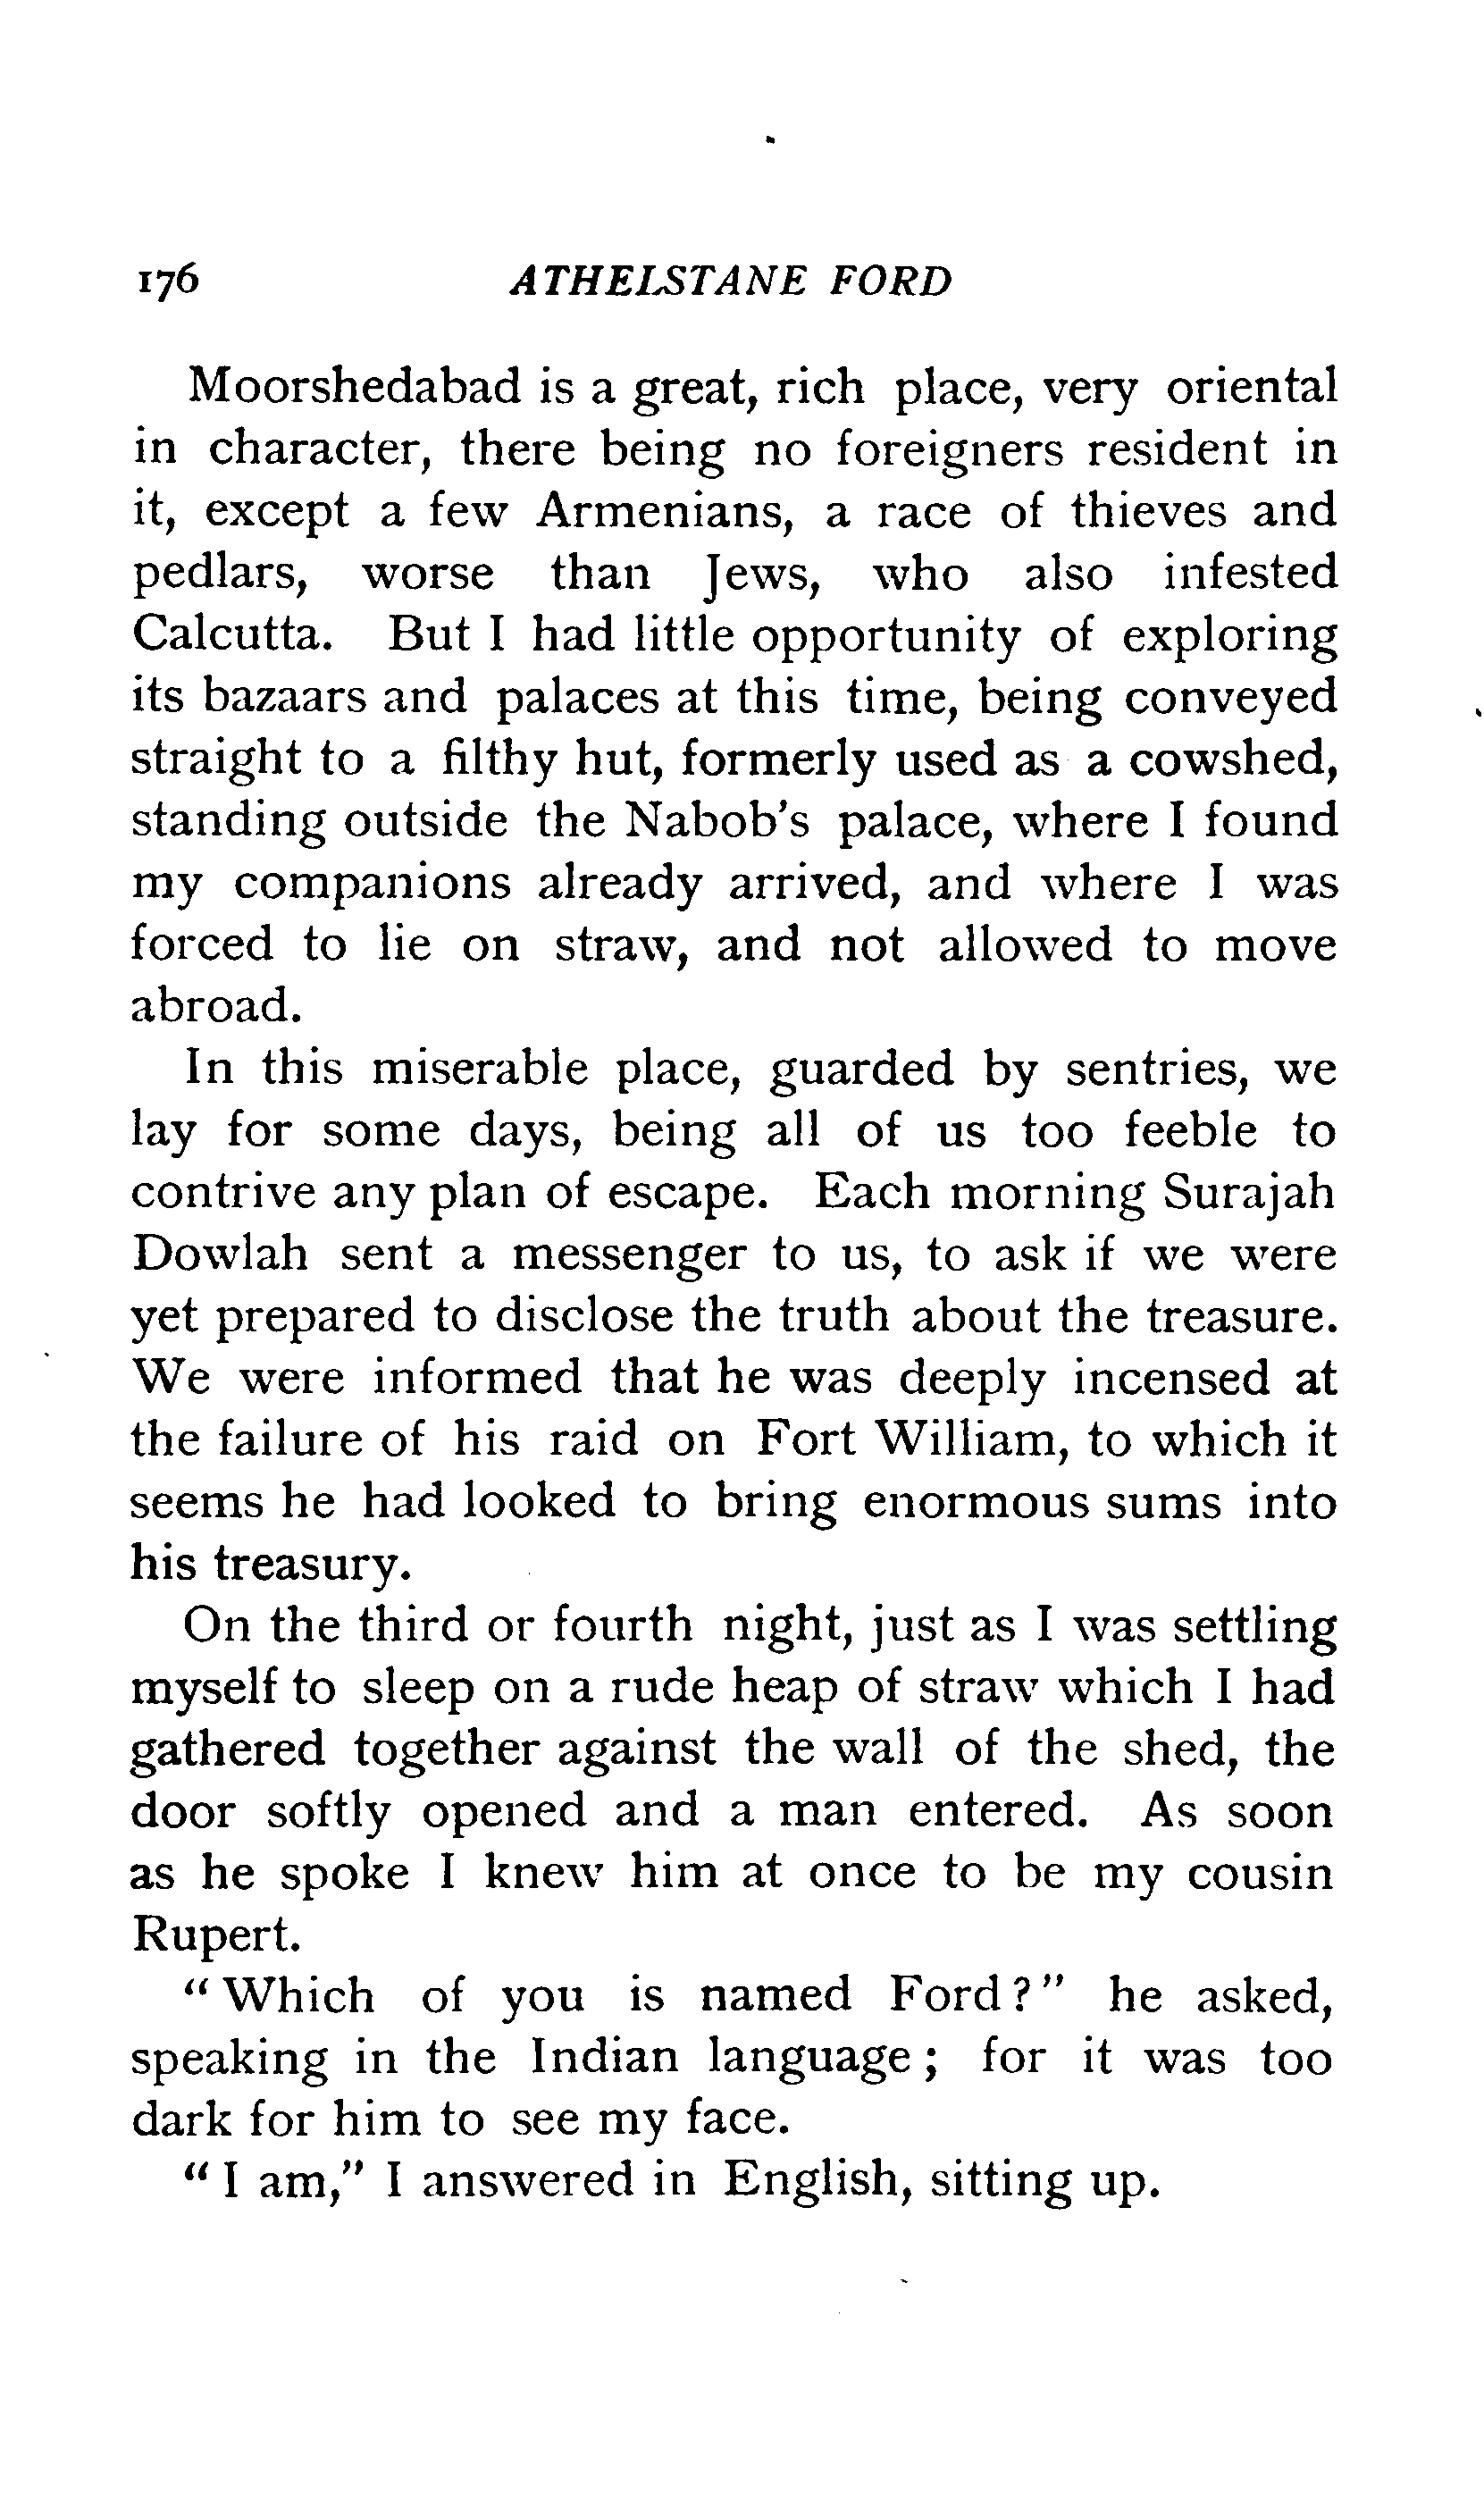 176 ATHELSTANE FORD
Moorshedabad is a great, rich place, very oriental
in character, there being no foreigners resident in
it, except a few Armenians, a race of thieves and
pedlars, worse than Jews, who also infested
Calcutta. But I had little opportunity of exploring
its bazaars and palaces at this time, being conveyed
straight to a filthy hut, formerly used as a cowshed,
standing outside the Nabob's palace, where I found
my companions already arrived, and where I was
forced to lie on straw, and not allowed to move
abroad.
In this miserable place, guarded by sentries, we
lay for some days, being all of us too feeble to
contrive any plan of escape. Each morning Surajah
Dowlah sent a messenger to us, to ask if we were
yet prepared to disclose the truth about the treasure.
We were informed that he was deeply incensed at
the failure of his raid on Fort William, to which it
seems he had looked to bring enormous sums into
his treasury.
On the third or fourth night, just as I was settling
myself to sleep on a rude heap of straw which I had
gathered together against the wall of the shed, the
door softly opened and a man entered. As soon
as he spoke I knew him at once to be my cousin
Rupert.
" Which of you is named Ford ? " he asked,
speaking in the Indian language ; for it was too
dark for him to see my face.
" I am," I answered in English, sitting up.